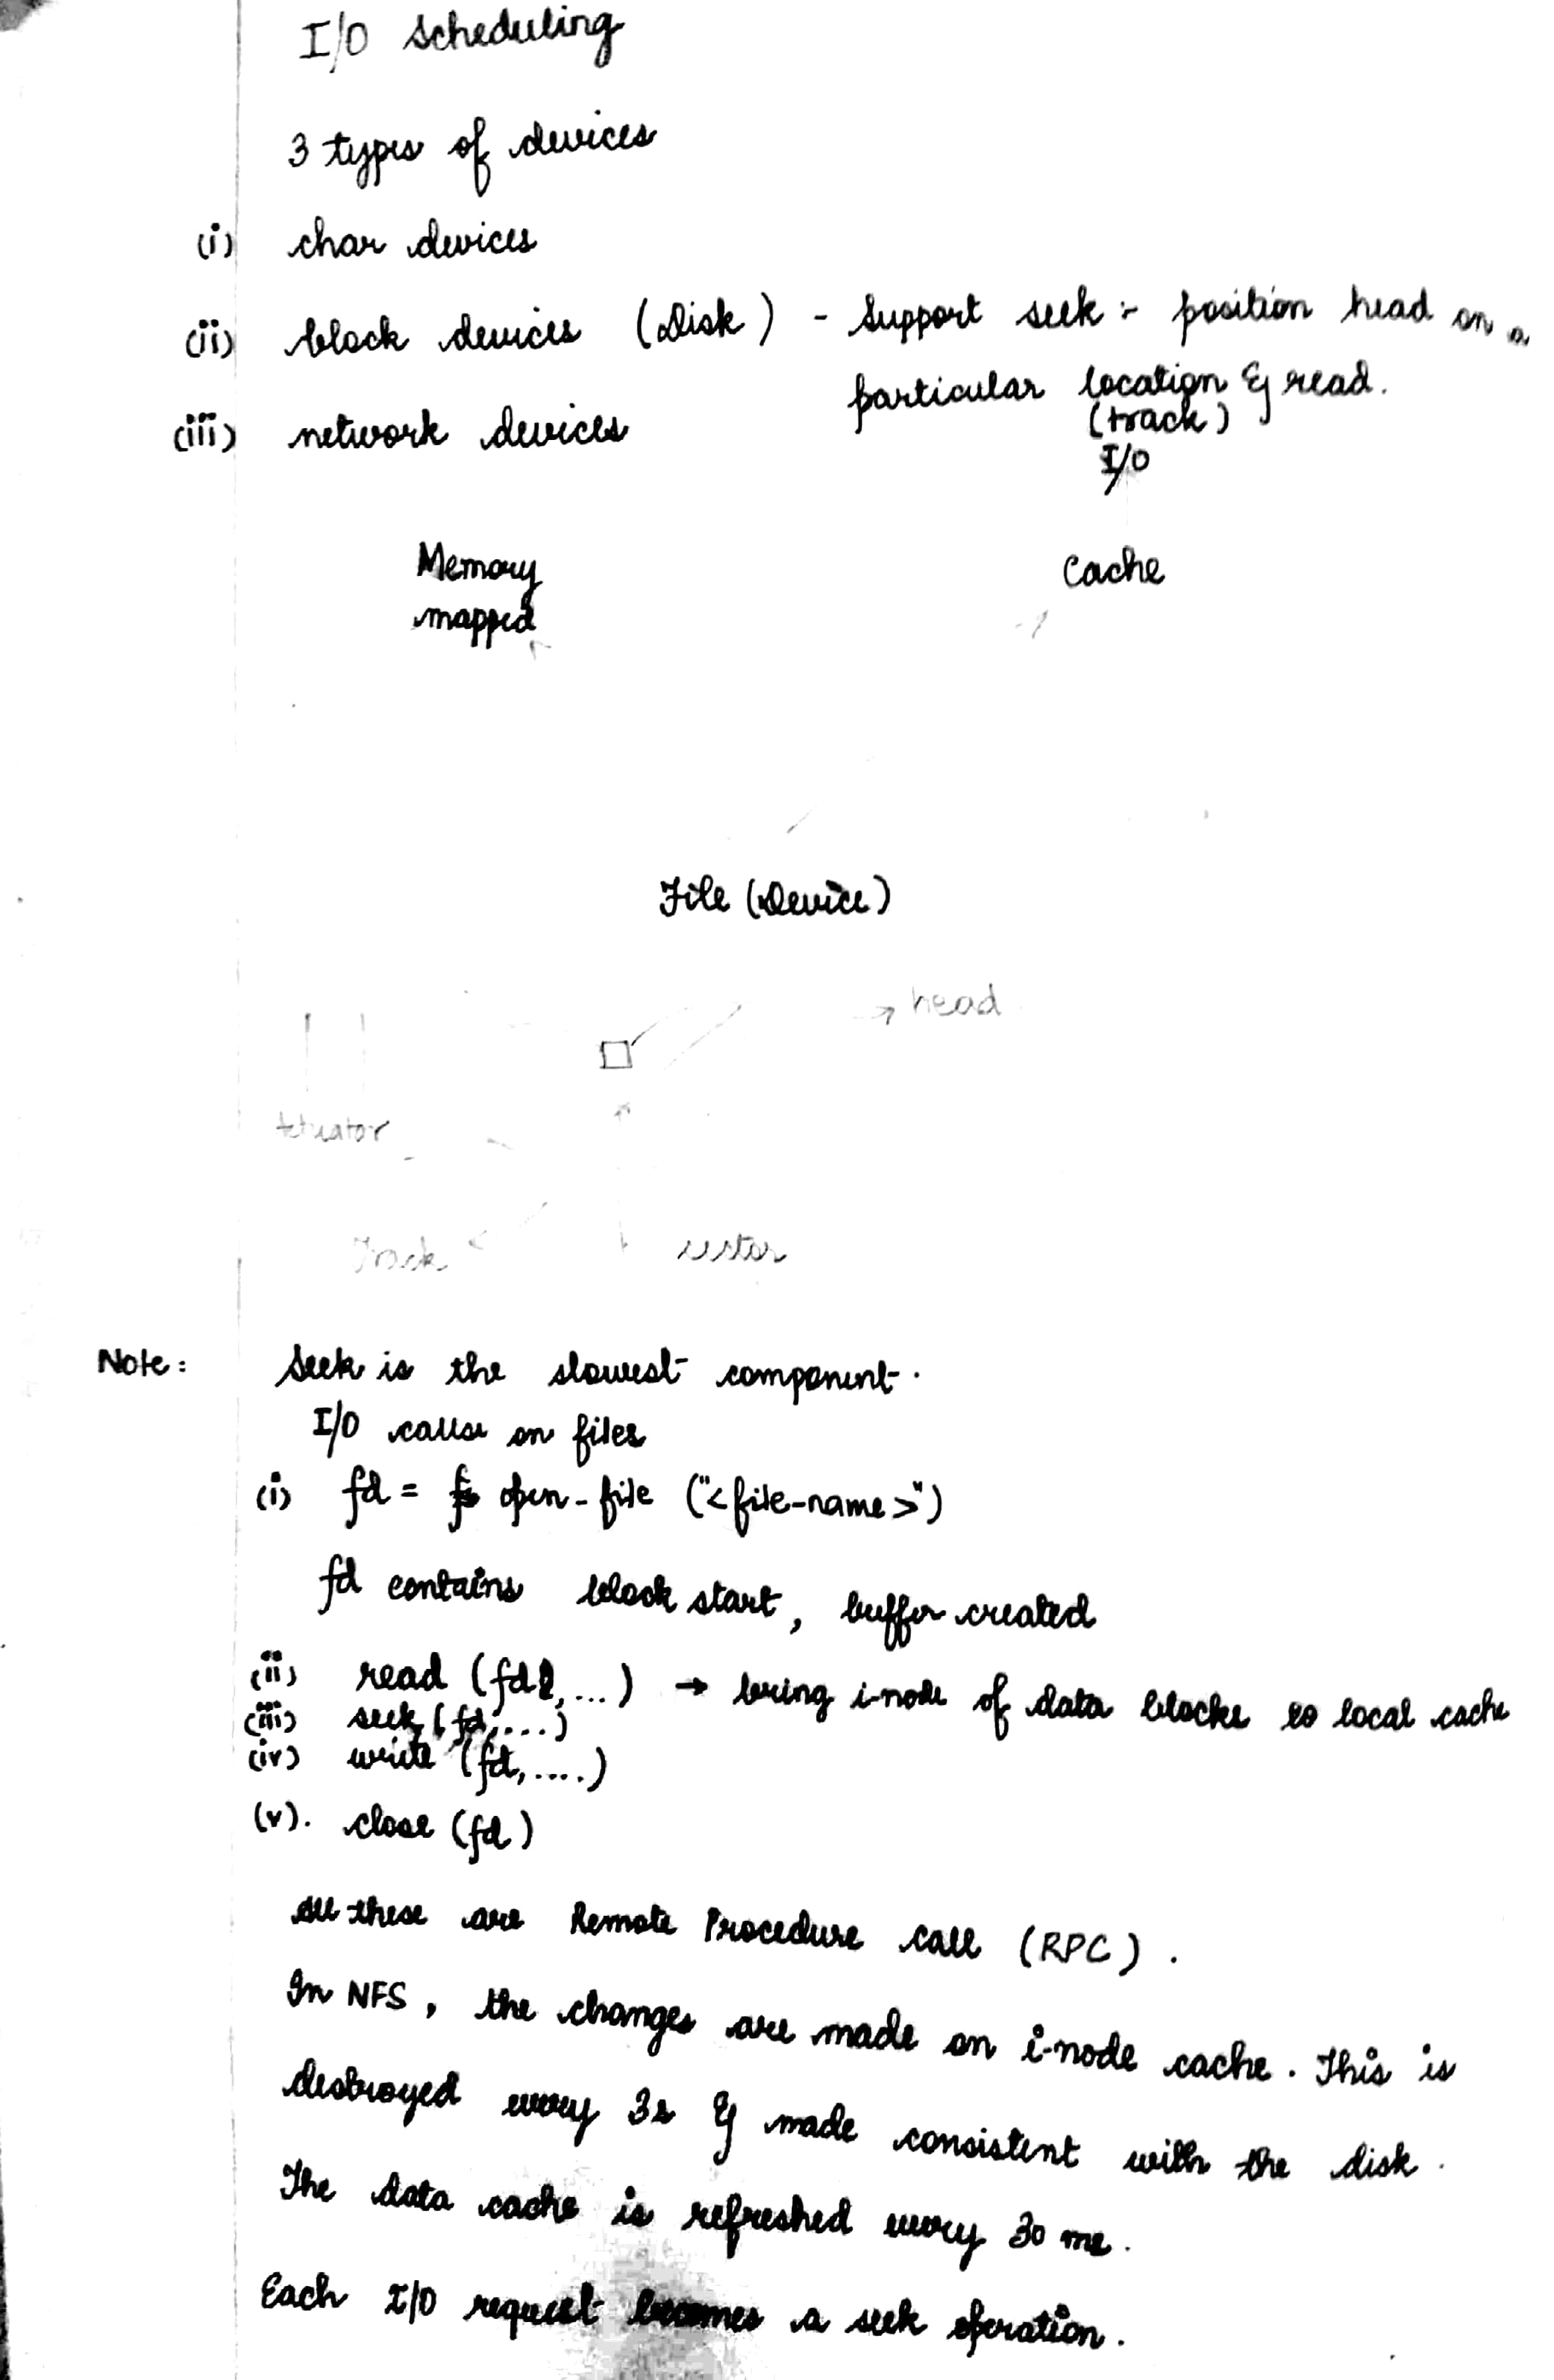 I/O Scheduling
3 types of devices
(i) char devices
(ii) block devices (Disk) - Support seek :- position head on a
particular location & read.
(track)
(iii) network devices
I/O
Memory
mapped
Cache
File (Device)
→ head
Track
sector
Note: Seek is the slowest component.
I/O calls on files
(i) fd = open-file ("<file-name>")
fd contains block start, buffer created
(ii) read (fd, ...) → bring i-node of data blocks to local cache
(iii) seek (fd, ...)
(iv) write (fd, ....)
(v). close (fd)
All these are Remote Procedure call (RPC).
In NFS, the changes are made on i-node cache. This is
destroyed every 3s & made consistent with the disk.
The data cache is refreshed every 30 ms.
Each I/O request becomes a seek operation.